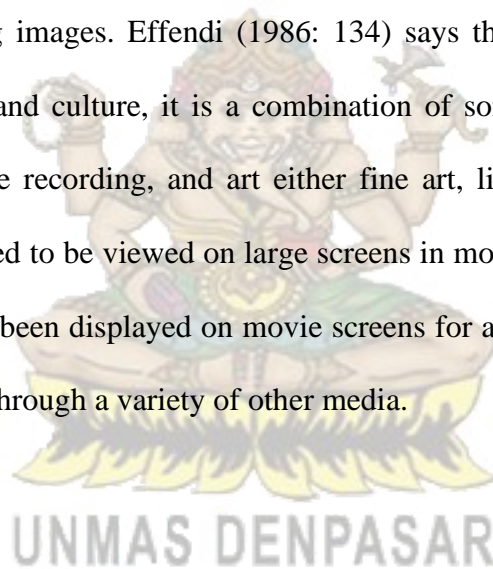 g images. Effendi (1986: 134) says th
and culture, it is a combination of so
e recording, and art either fine art, li
ed to be viewed on large screens in mo
been displayed on movie screens for a
through a variety of other media.
UNMAS DENPASAR